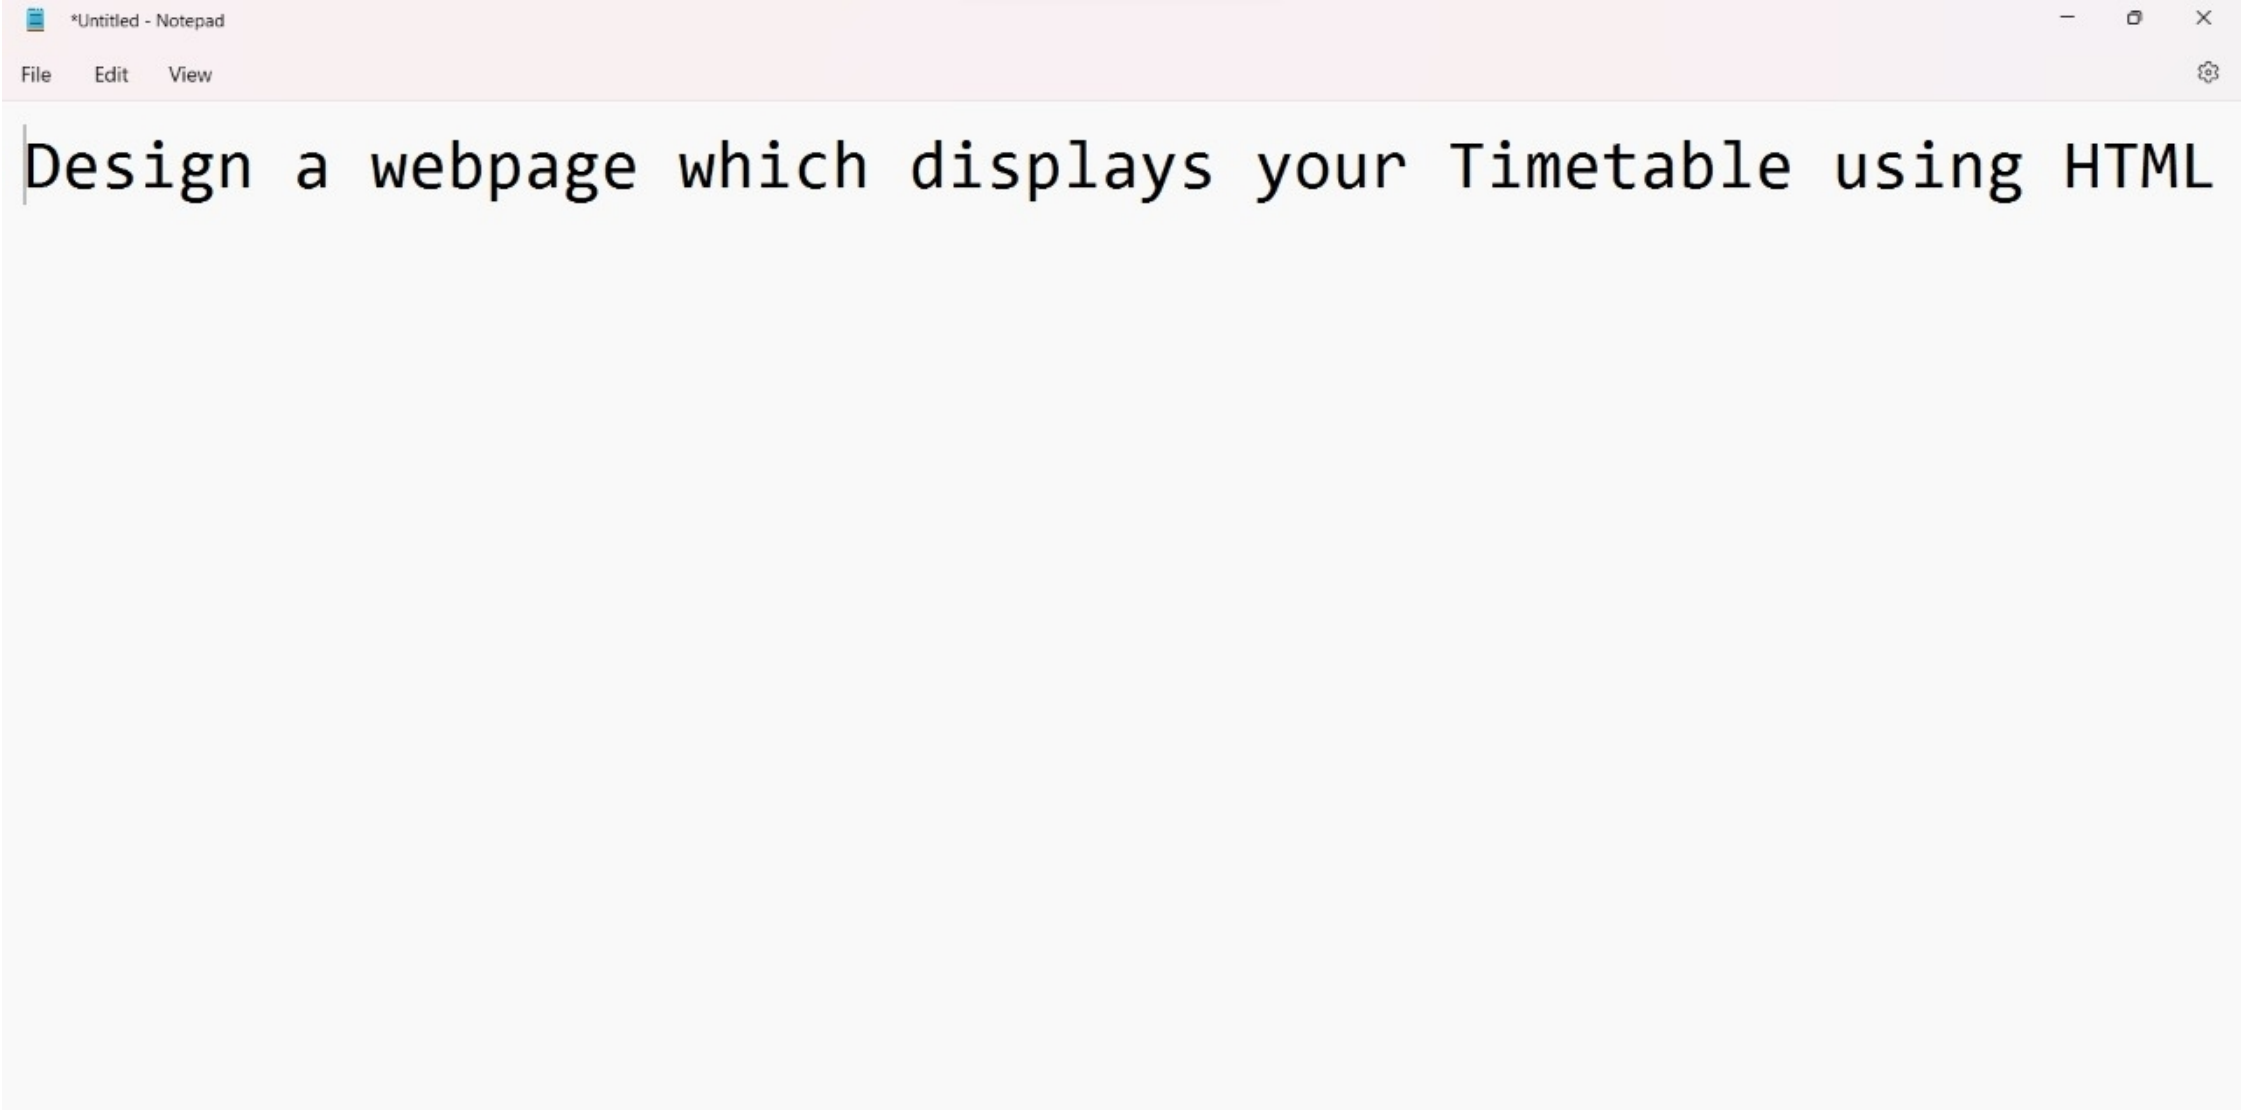 *Untitled - Notepad
File Edit View
Design a webpage which displays your Timetable using HTML